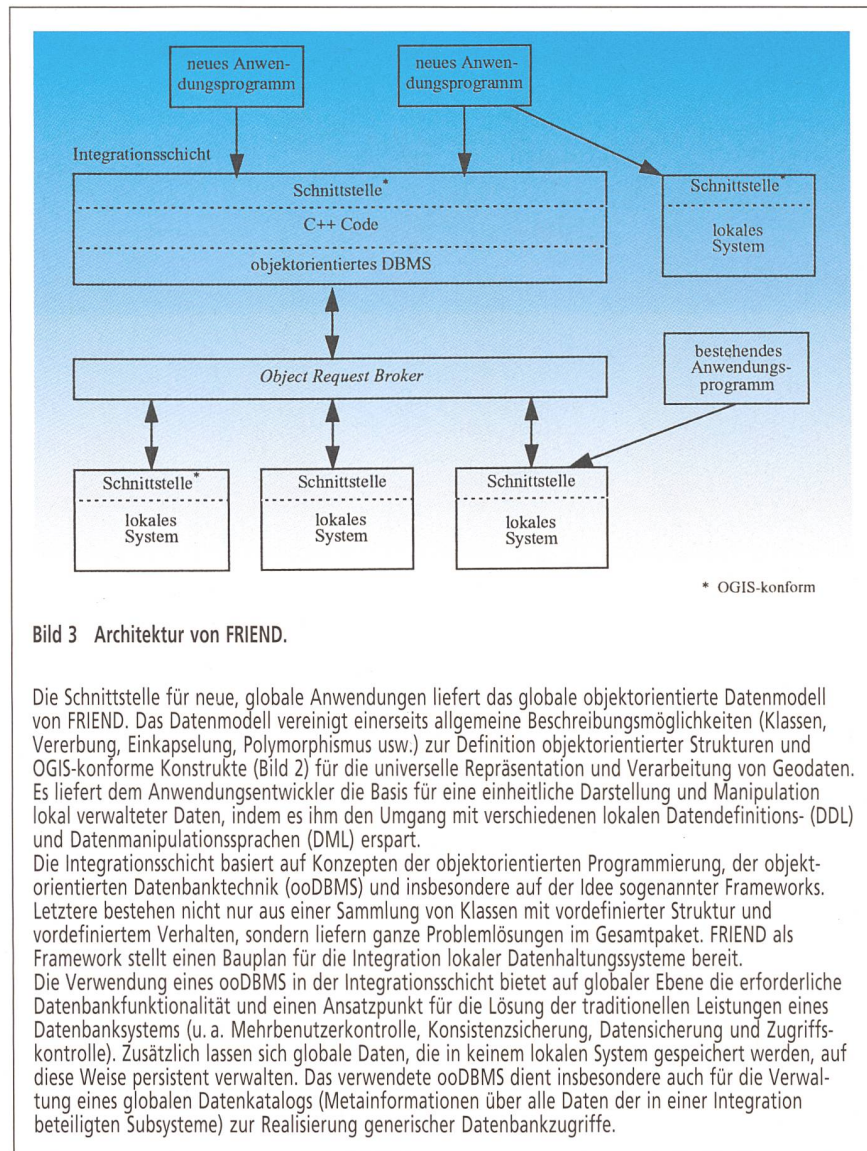 neues Anwen-
dungsprogramm
neues Anwen-
dungsprogramm
Integrationsschicht
Schnittstelle*
C++ Code
objektorientiertes DBMS
Schnittstelle*
lokales
System
Object Request Broker
bestehendes
Anwendungs-
programm
Schnittstelle*
lokales
System
Schnittstelle
lokales
System
Schnittstelle
lokales
System
* OGIS-konform
Bild 3 Architektur von FRIEND.
Die Schnittstelle für neue, globale Anwendungen liefert das globale objektorientierte Datenmodell
von FRIEND. Das Datenmodell vereinigt einerseits allgemeine Beschreibungsmöglichkeiten (Klassen,
Vererbung, Einkapselung, Polymorphismus usw.) zur Definition objektorientierter Strukturen und
OGIS-konforme Konstrukte (Bild 2) für die universelle Repräsentation und Verarbeitung von Geodaten.
Es liefert dem Anwendungsentwickler die Basis für eine einheitliche Darstellung und Manipulation
lokal verwalteter Daten, indem es ihm den Umgang mit verschiedenen lokalen Datendefinitions- (DDL)
und Datenmanipulationssprachen (DML) erspart.
Die Integrationsschicht basiert auf Konzepten der objektorientierten Programmierung, der objekt-
orientierten Datenbanktechnik (ooDBMS) und insbesondere auf der Idee sogenannter Frameworks.
Letztere bestehen nicht nur aus einer Sammlung von Klassen mit vordefinierter Struktur und
vordefiniertem Verhalten, sondern liefern ganze Problemlösungen im Gesamtpaket. FRIEND als
Framework stellt einen Bauplan für die Integration lokaler Datenhaltungssysteme bereit.
Die Verwendung eines ooDBMS in der Integrationsschicht bietet auf globaler Ebene die erforderliche
Datenbankfunktionalität und einen Ansatzpunkt für die Lösung der traditionellen Leistungen eines
Datenbanksystems (u. a. Mehrbenutzerkontrolle, Konsistenzsicherung, Datensicherung und Zugriffs-
kontrolle). Zusätzlich lassen sich globale Daten, die in keinem lokalen System gespeichert werden, auf
diese Weise persistent verwalten. Das verwendete ooDBMS dient insbesondere auch für die Verwal-
tung eines globalen Datenkatalogs (Metainformationen über alle Daten der in einer Integration
beteiligten Subsysteme) zur Realisierung generischer Datenbankzugriffe.